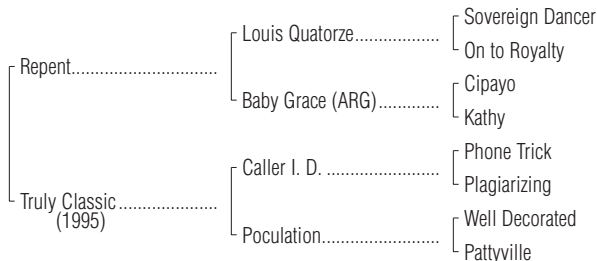 Sovereign Dancer
Louis Quatorze..................
On to Royalty
Repent...............................
Cipayo
Baby Grace (ARG).............
Kathy
Phone Trick
Caller I. D. ........................
Plagiarizing
Truly Classic.....................
(1995)
Well Decorated
Poculation.........................
Pattyville